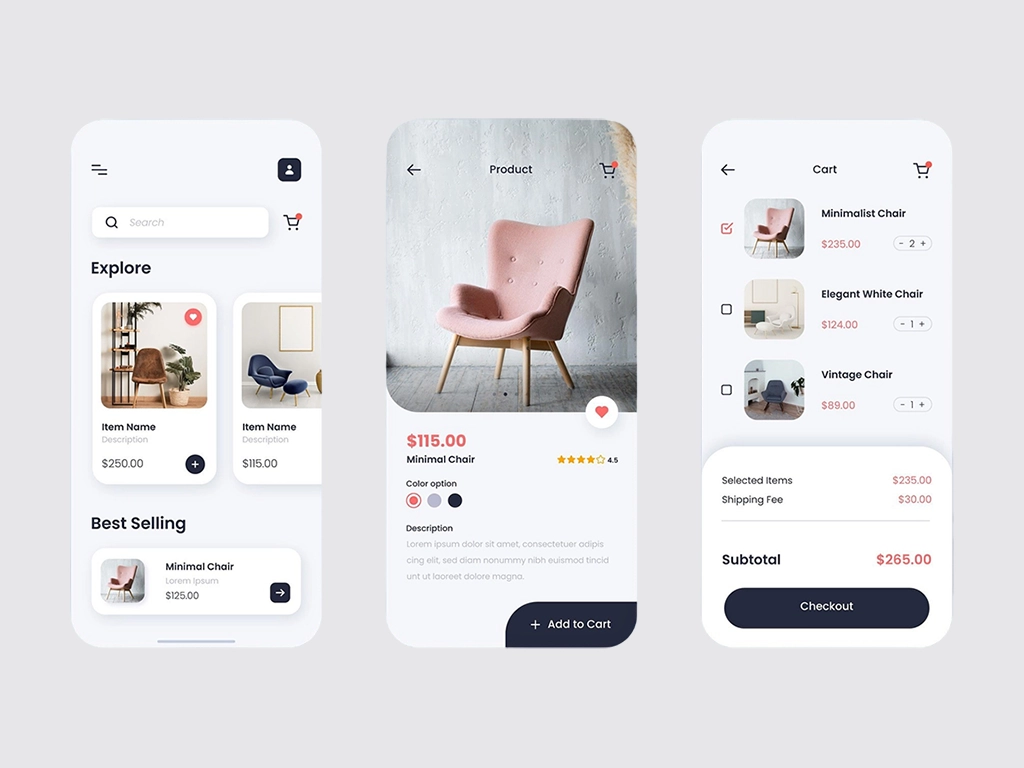 Search
Explore
Item Name
Description
$250.00
Item Name
Description
$115.00
Best Selling
Minimal Chair
Lorem Ipsum
$125.00
Product
$115.00
Minimal Chair
4.5
Color option
Description
Lorem ipsum dolor sit amet, consectetuer adipis
cing elit, sed diam nonummy nibh euismod tincid
unt ut laoreet dolore magna.
+ Add to Cart
Cart
Minimalist Chair
$235.00
- 2 +
Elegant White Chair
$124.00
- 1 +
Vintage Chair
$89.00
- 1 +
Selected Items $235.00
Shipping Fee $30.00
Subtotal $265.00
Checkout